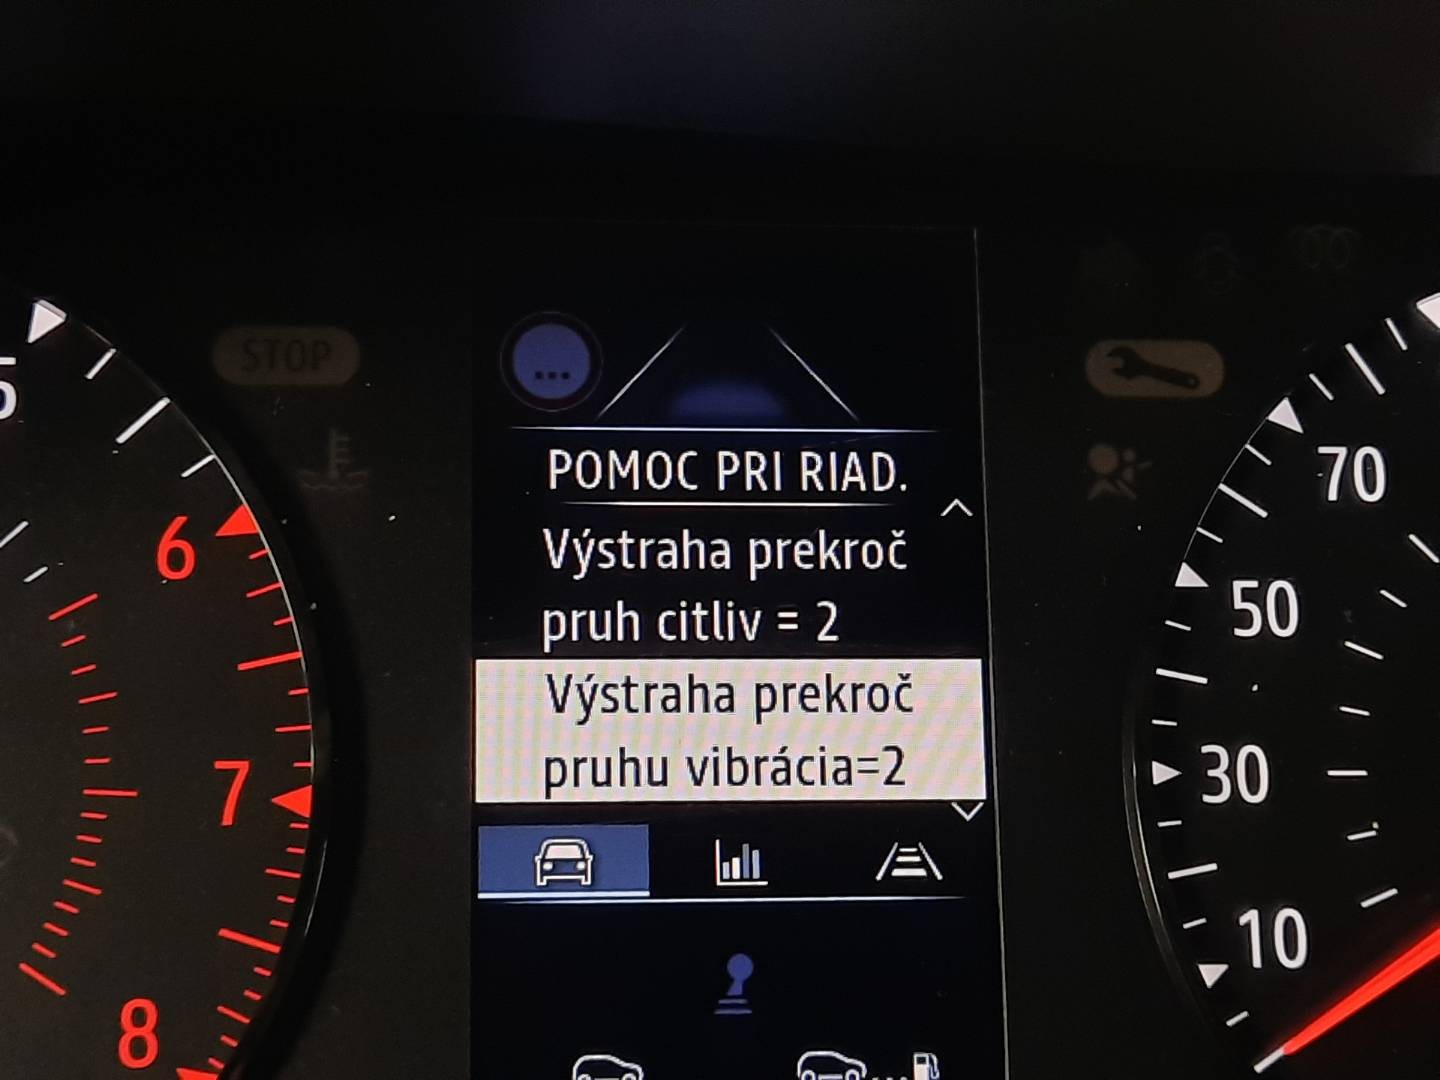 STOP
POMOC PRI RIAD.
Výstraha prekroč
pruh citliv = 2
Výstraha prekroč
pruhu vibrácia=2
5
6
7
8
70
50
30
10